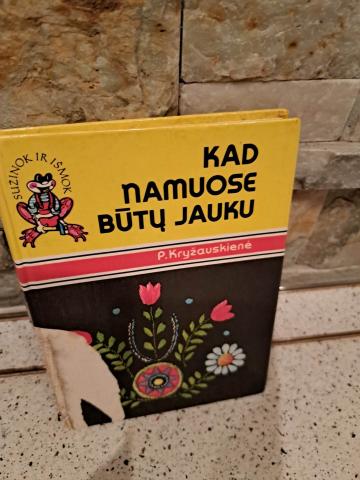 SUŽINOK IR IŠMOK
KAD
NAMUOSE
BŪTŲ JAUKU
P. Kryžauskienė